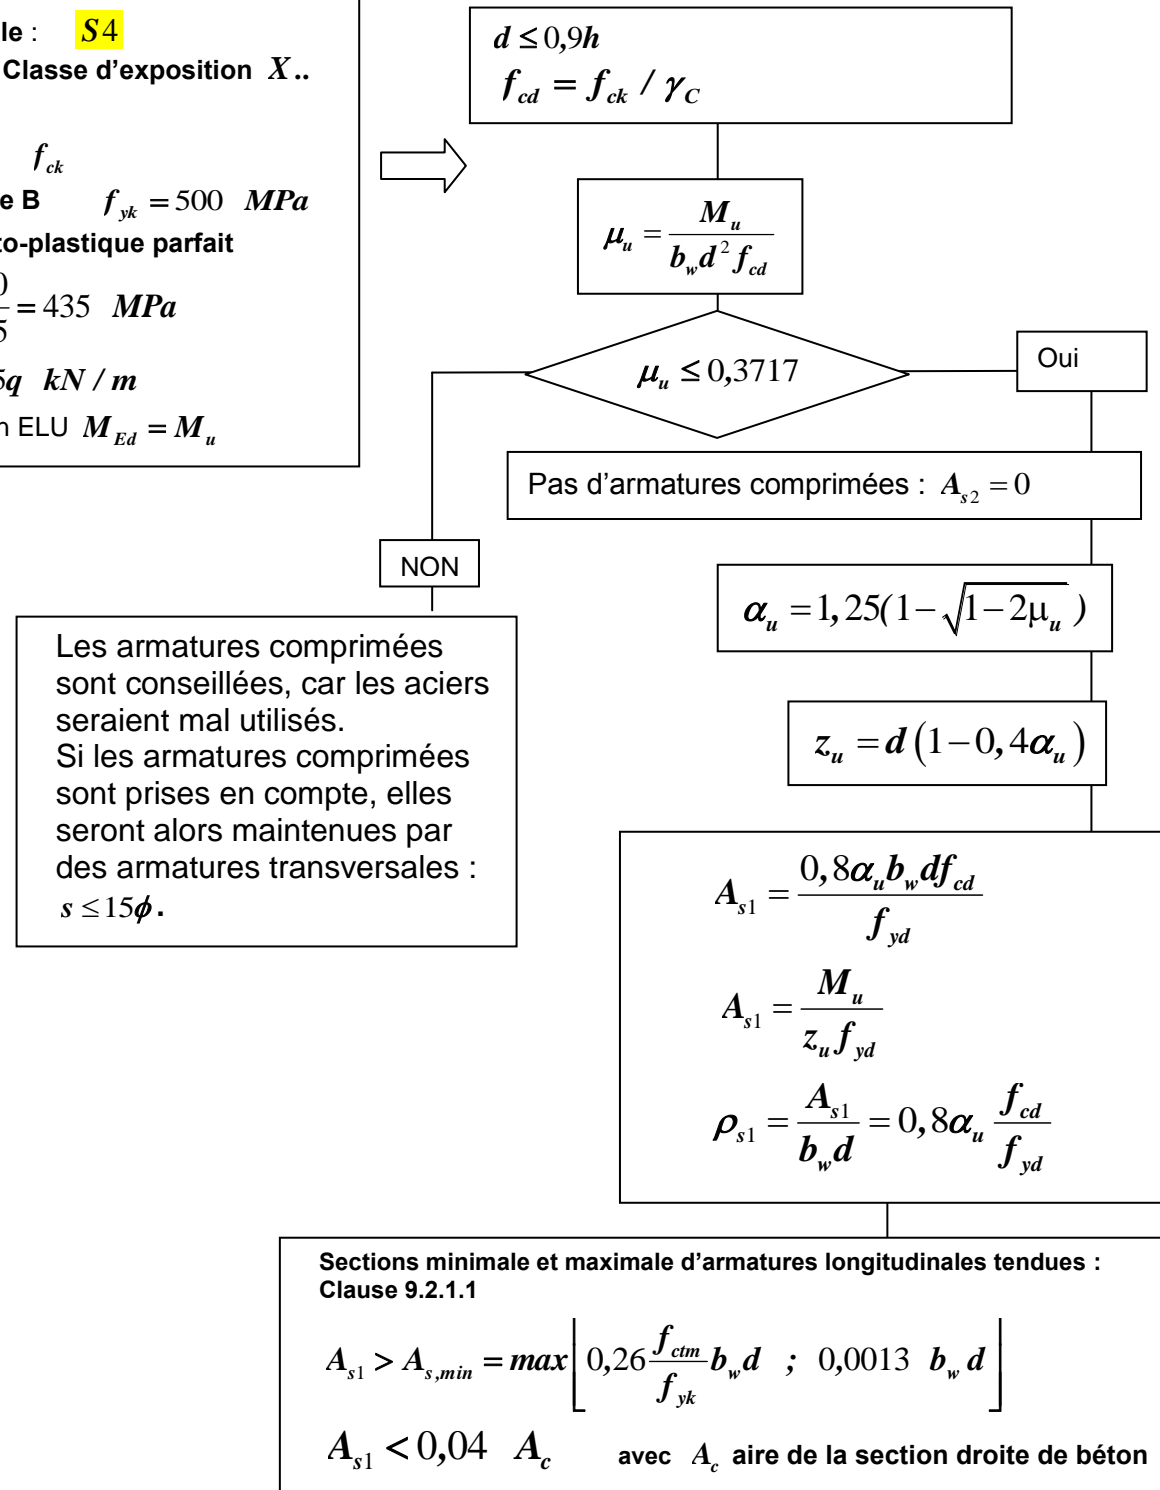 le : S4
Classe d'exposition X..
f_ck
e B f_yk = 500 MPa
to-plastique parfait
= 435 MPa
q kN / m
n ELU M_Ed = M_u
d ≤ 0,9h
f_cd = f_ck / γ_C
μ_u = M_u / (b_w d² f_cd)
μ_u ≤ 0,3717
Oui
Pas d'armatures comprimées : A_s2 = 0
NON
α_u = 1,25(1 − √(1 − 2μ_u) )
z_u = d (1 − 0,4α_u)
Les armatures comprimées
sont conseillées, car les aciers
seraient mal utilisés.
Si les armatures comprimées
sont prises en compte, elles
seront alors maintenues par
des armatures transversales :
s ≤ 15ϕ.
A_s1 = 0,8α_u b_w d f_cd / f_yd
A_s1 = M_u / (z_u f_yd)
ρ_s1 = A_s1 / (b_w d) = 0,8α_u f_cd / f_yd
Sections minimale et maximale d'armatures longitudinales tendues :
Clause 9.2.1.1
A_s1 > A_s,min = max⌊ 0,26 f_ctm / f_yk b_w d ; 0,0013 b_w d ⌋
A_s1 < 0,04 A_c avec A_c aire de la section droite de béton